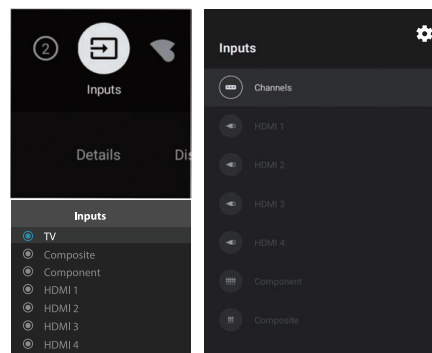 2
Inputs
Details
Inputs
TV
Composite
Component
HDMI 1
HDMI 2
HDMI 3
HDMI 4
Inputs
Channels
HDMI 1
HDMI 2
HDMI 3
HDMI 4
Component
Composite